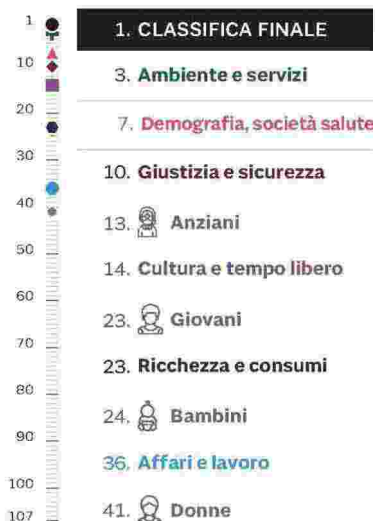 1
10
20
30
40
50
60
70
80
90
100
107
1. CLASSIFICA FINALE
3. Ambiente e servizi
7. Demografia, società salute
10. Giustizia e sicurezza
13. Anziani
14. Cultura e tempo libero
23. Giovani
23. Ricchezza e consumi
24. Bambini
36. Affari e lavoro
41. Donne